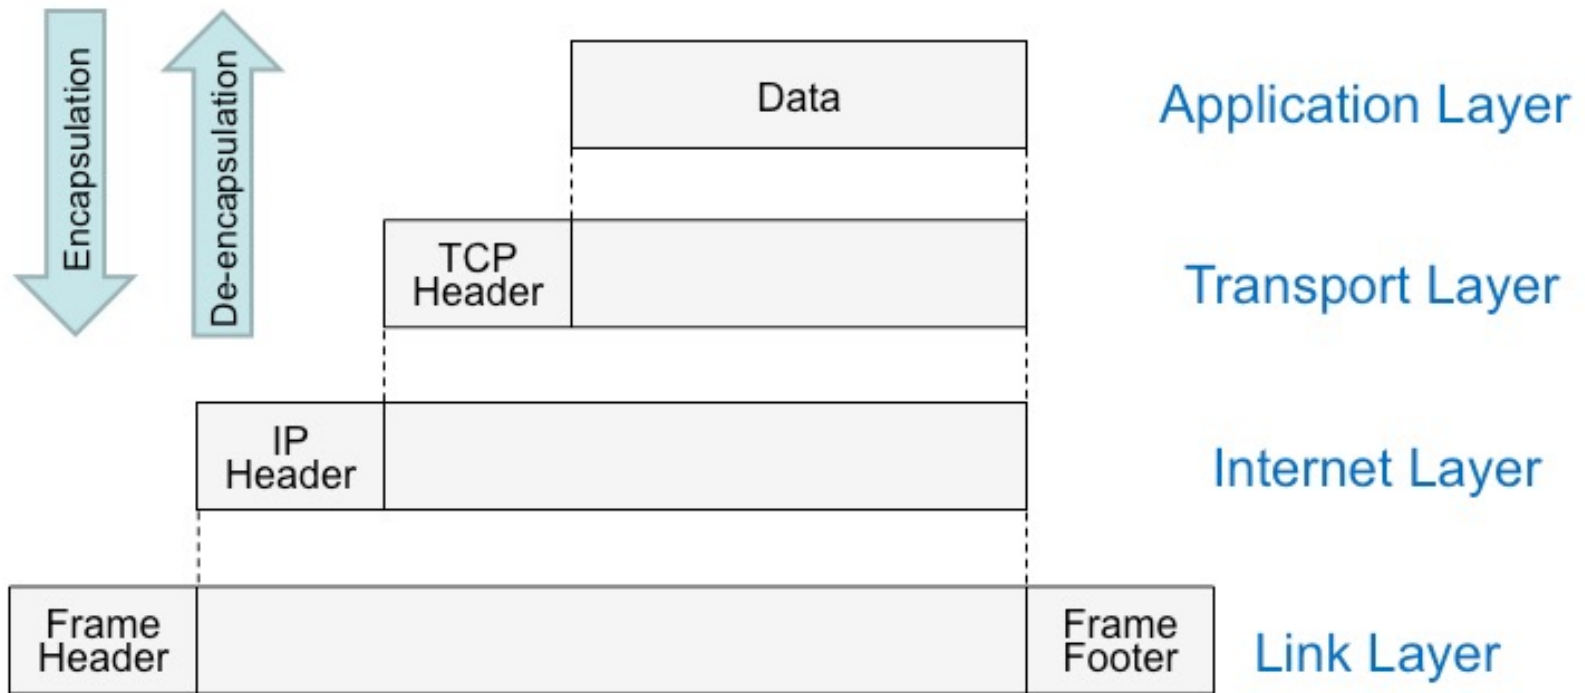 Encapsulation
De-encapsulation
Data
Application Layer
TCP
Header
Transport Layer
IP
Header
Internet Layer
Frame
Header
Frame
Footer
Link Layer